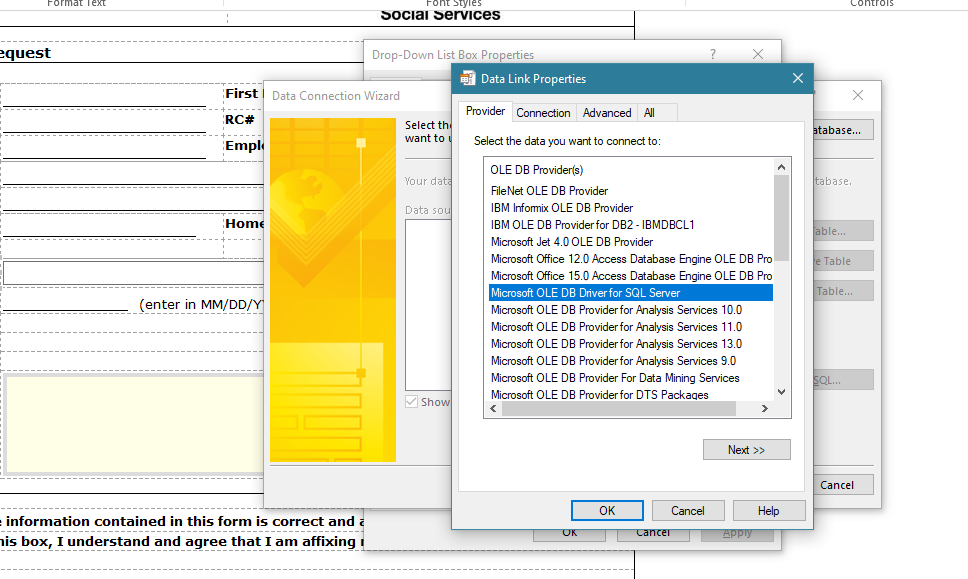 Format Text
Font Styles
Controls
Social Services
equest
First
RC#
Emplo
Home
(enter in MM/DD/YY
information contained in this form is correct and a
his box, I understand and agree that I am affixing
Drop-Down List Box Properties
?
OK
Cancel
Apply
Data Connection Wizard
Select the
want to u
Your data
Data sou
Show
atabase...
tabase.
Table...
e Table
Table...
SQL...
Cancel
Data Link Properties
Provider
Connection
Advanced
All
Select the data you want to connect to:
OLE DB Provider(s)
FileNet OLE DB Provider
IBM Informix OLE DB Provider
IBM OLE DB Provider for DB2 - IBMDBCL1
Microsoft Jet 4.0 OLE DB Provider
Microsoft Office 12.0 Access Database Engine OLE DB Pro
Microsoft Office 15.0 Access Database Engine OLE DB Pro
Microsoft OLE DB Driver for SQL Server
Microsoft OLE DB Provider for Analysis Services 10.0
Microsoft OLE DB Provider for Analysis Services 11.0
Microsoft OLE DB Provider for Analysis Services 13.0
Microsoft OLE DB Provider for Analysis Services 9.0
Microsoft OLE DB Provider For Data Mining Services
Microsoft OLE DB Provider for DTS Packages
Next >>
OK
Cancel
Help